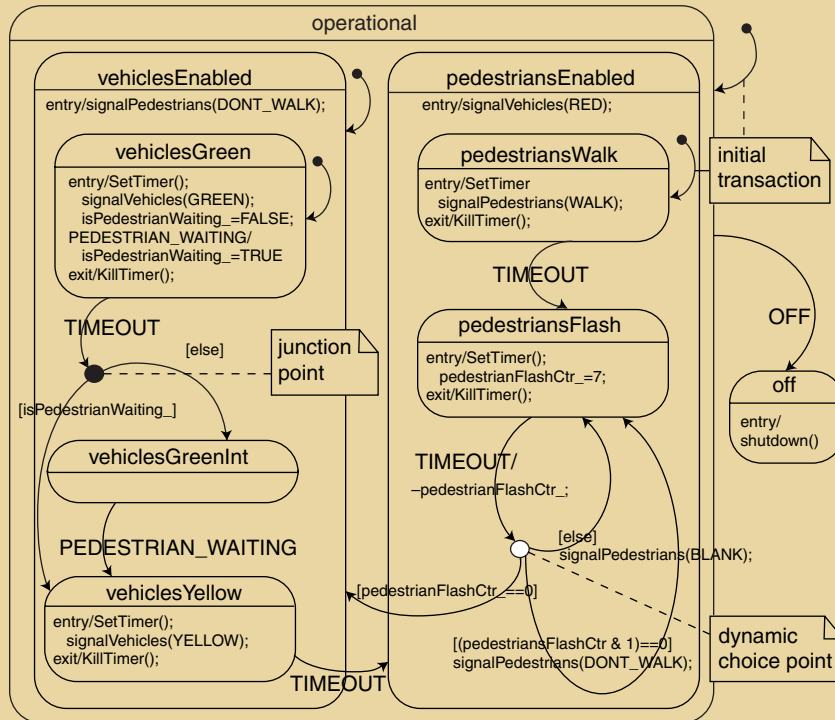 operational
vehiclesEnabled
entry/signalPedestrians(DONT_WALK);
vehiclesGreen
entry/SetTimer();
signalVehicles(GREEN);
isPedestrianWaiting_=FALSE;
PEDESTRIAN_WAITING/
isPedestrianWaiting_=TRUE
exit/KillTimer();
TIMEOUT
[else]
junction
point
[isPedestrianWaiting_]
vehiclesGreenInt
PEDESTRIAN_WAITING
vehiclesYellow
entry/SetTimer();
signalVehicles(YELLOW);
exit/KillTimer();
TIMEOUT
pedestriansEnabled
entry/signalVehicles(RED);
pedestriansWalk
entry/SetTimer
signalPedestrians(WALK);
exit/KillTimer();
TIMEOUT
pedestriansFlash
entry/SetTimer();
pedestrianFlashCtr_=7;
exit/KillTimer();
TIMEOUT/
–pedestrianFlashCtr_;
[else]
signalPedestrians(BLANK);
[pedestrianFlashCtr_==0]
[(pedestriansFlashCtr & 1)==0]
signalPedestrians(DONT_WALK);
initial
transaction
OFF
off
entry/
shutdown()
dynamic
choice point